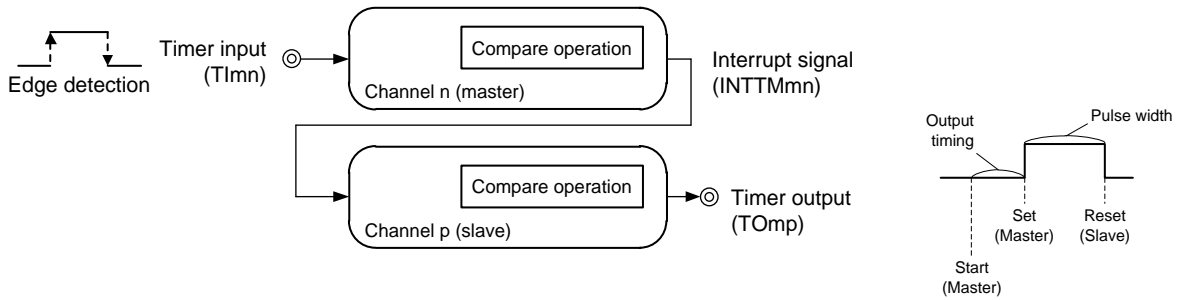 Edge detection
Timer input
(TImn)
Compare operation
Channel n (master)
Interrupt signal
(INTTMmn)
Compare operation
Channel p (slave)
Timer output
(TOmp)
Output
timing
Pulse width
Set
(Master)
Reset
(Slave)
Start
(Master)